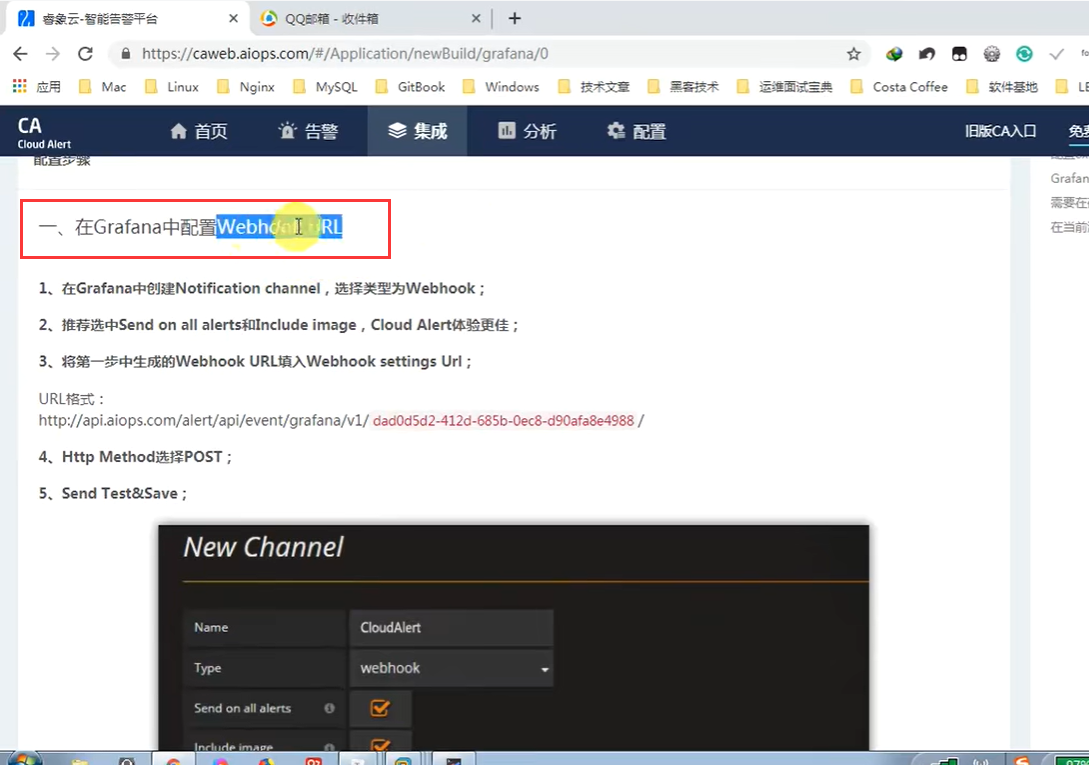 睿象云-智能告警平台
QQ邮箱 - 收件箱
https://caweb.aiops.com/#/Application/newBuild/grafana/0
应用 Mac Linux Nginx MySQL GitBook Windows 技术文章 黑客技术 运维面试宝典 Costa Coffee 软件基地
CA
Cloud Alert
首页 告警 集成 分析 配置 旧版CA入口
配置步骤
Grafan
需要在
在当前
一、在Grafana中配置Webhook URL
1、在Grafana中创建Notification channel，选择类型为Webhook；
2、推荐选中Send on all alerts和Include image，Cloud Alert体验更佳；
3、将第一步中生成的Webhook URL填入Webhook settings Url；
URL格式：
http://api.aiops.com/alert/api/event/grafana/v1/ dad0d5d2-412d-685b-0ec8-d90afa8e4988 /
4、Http Method选择POST；
5、Send Test&Save；
New Channel
Name CloudAlert
Type webhook
Send on all alerts
Include image